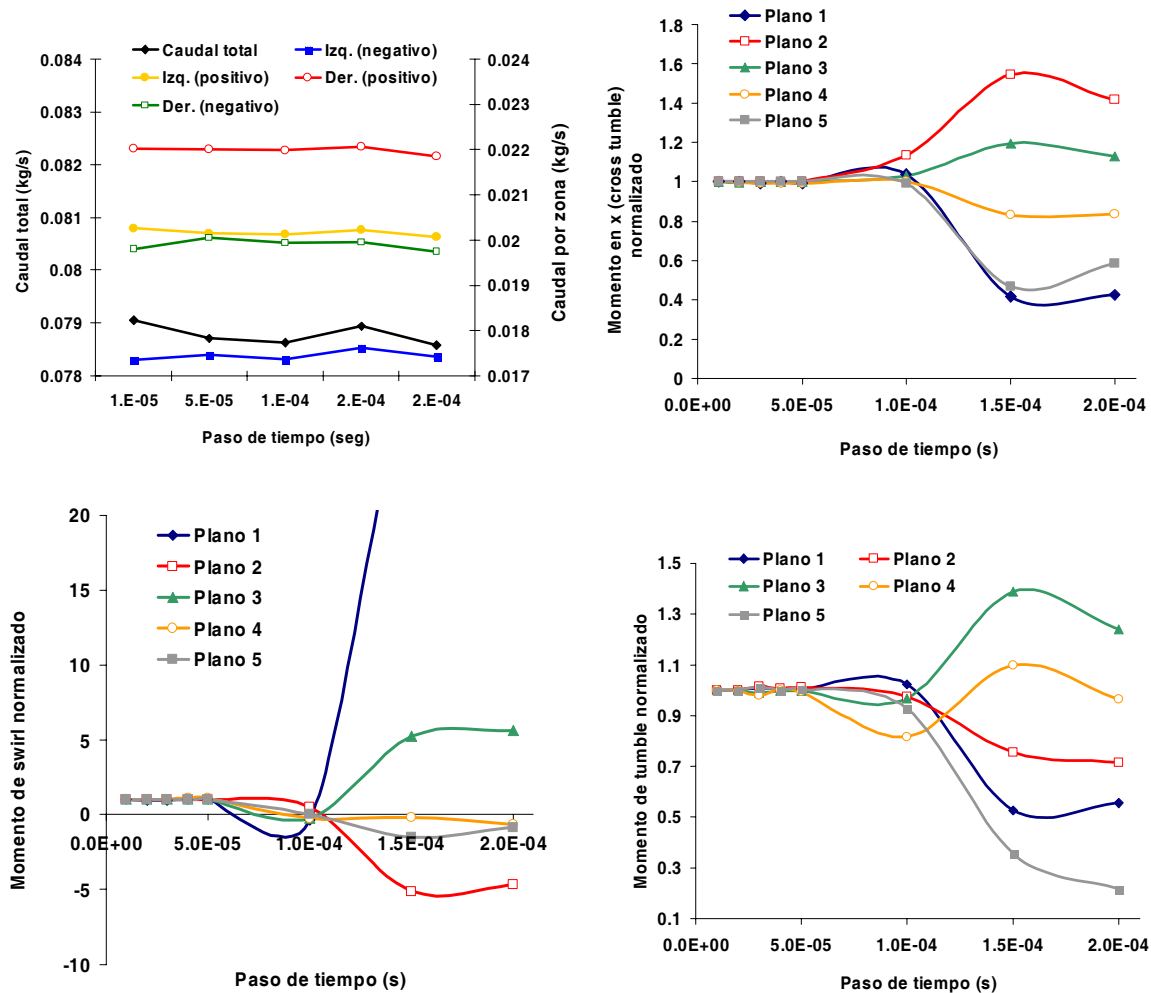 Caudal total
Izq. (negativo)
Izq. (positivo)
Der. (positivo)
Der. (negativo)
0.084
0.083
0.082
0.081
0.08
0.079
0.078
Caudal total (kg/s)
0.024
0.023
0.022
0.021
0.02
0.019
0.018
0.017
Caudal por zona (kg/s)
1.E-05 5.E-05 1.E-04 2.E-04 2.E-04
Paso de tiempo (seg)
Plano 1
Plano 2
Plano 3
Plano 4
Plano 5
1.8
1.6
1.4
1.2
1
0.8
0.6
0.4
0.2
0
Momento en x (cross tumble)
normalizado
0.0E+00 5.0E-05 1.0E-04 1.5E-04 2.0E-04
Paso de tiempo (s)
Plano 1
Plano 2
Plano 3
Plano 4
Plano 5
20
15
10
5
0
-5
-10
Momento de swirl normalizado
0.0E+00 5.0E-05 1.0E-04 1.5E-04 2.0E-04
Paso de tiempo (s)
Plano 1
Plano 2
Plano 3
Plano 4
Plano 5
1.5
1.3
1.1
0.9
0.7
0.5
0.3
0.1
Momento de tumble normalizado
0.0E+00 5.0E-05 1.0E-04 1.5E-04 2.0E-04
Paso de tiempo (s)